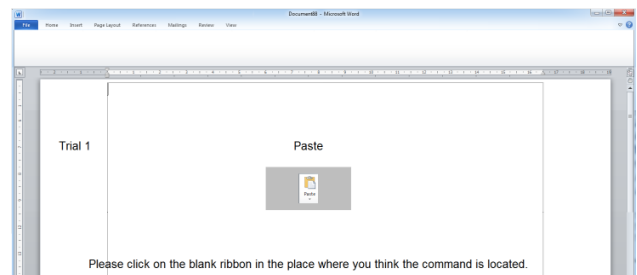 Document8 - Microsoft Word
File Home Insert Page Layout References Mailings Review View
Trial 1 Paste
Paste
Please click on the blank ribbon in the place where you think the command is located.